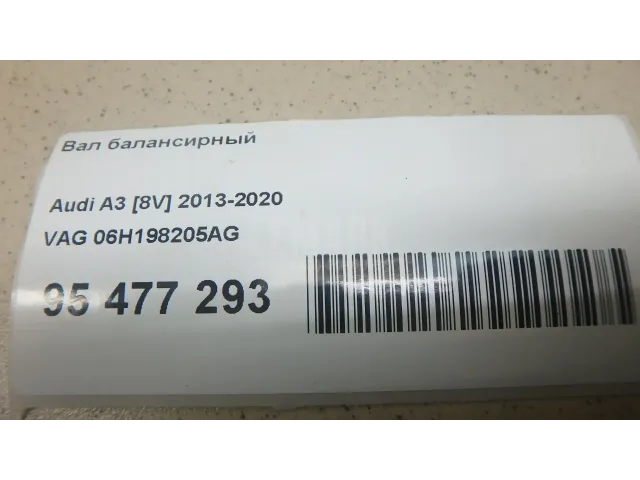 Вал балансирный
Audi A3 [8V] 2013-2020
VAG 06H198205AG
95 477 293